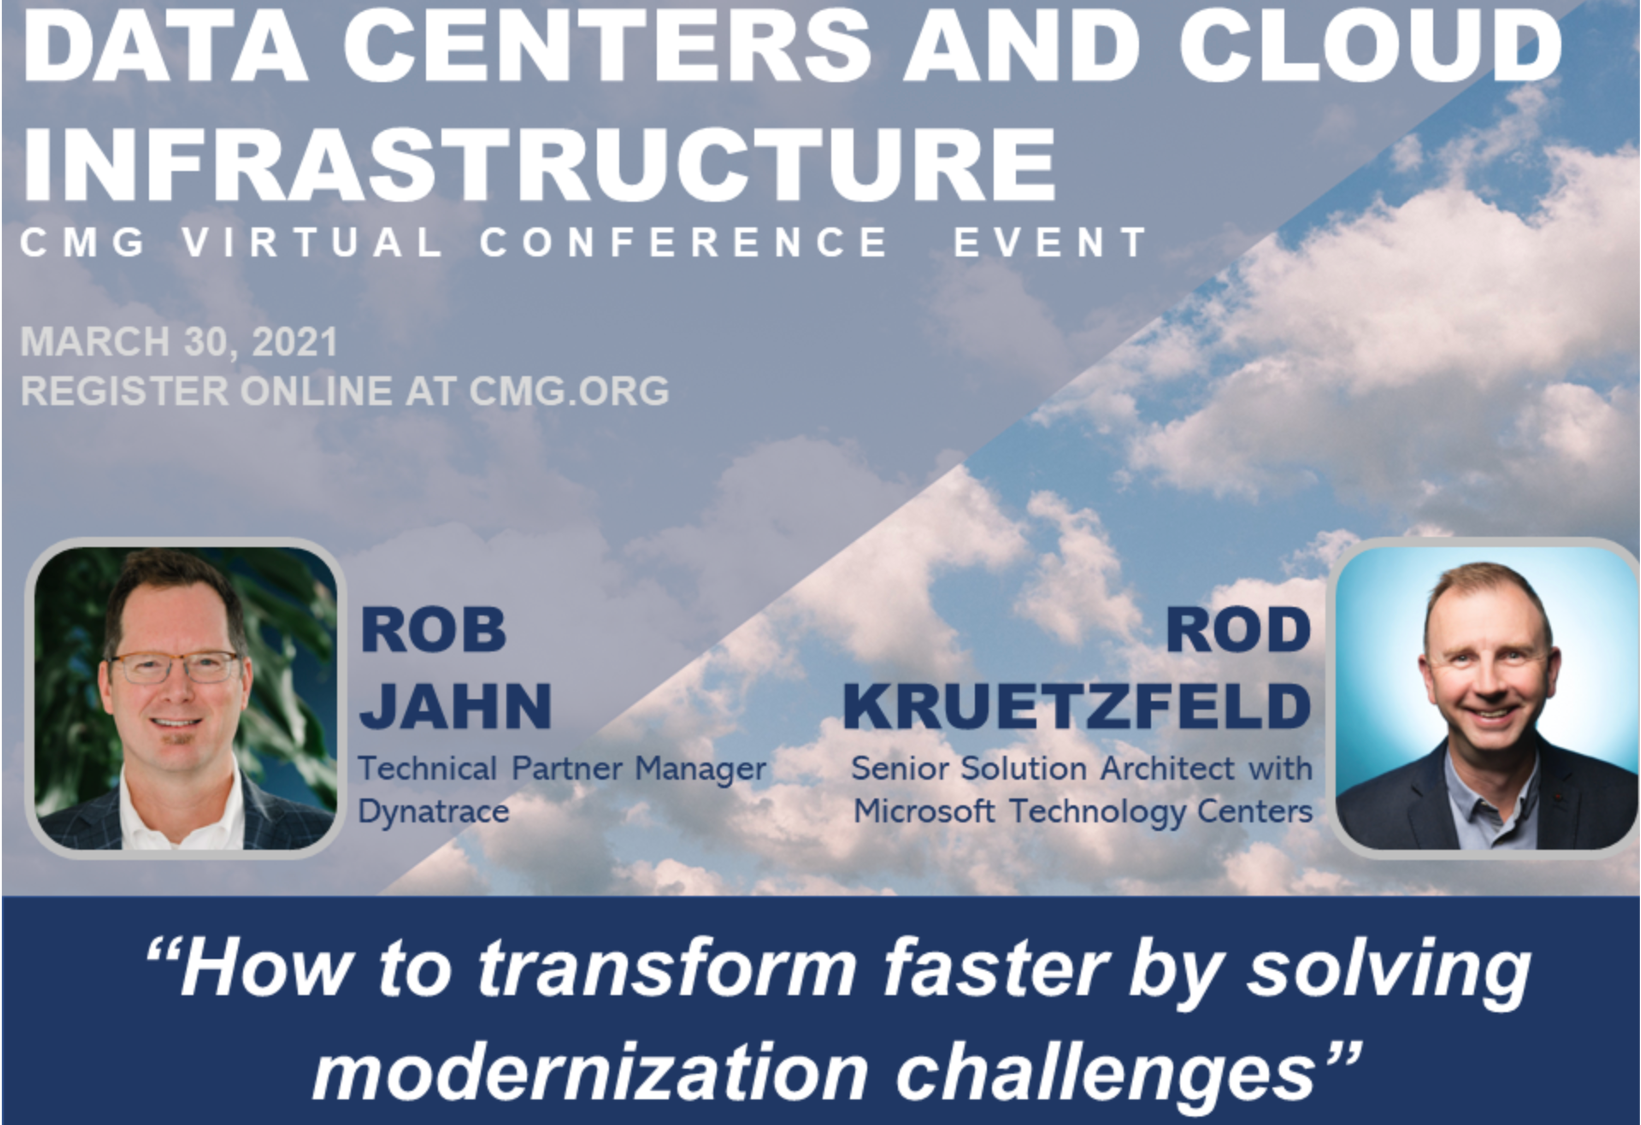 DATA CENTERS AND CLOUD
INFRASTRUCTURE
CMG VIRTUAL CONFERENCE EVENT
MARCH 30, 2021
REGISTER ONLINE AT CMG.ORG
ROB
JAHN
Technical Partner Manager
Dynatrace
ROD
KRUETZFELD
Senior Solution Architect with
Microsoft Technology Centers
“How to transform faster by solving
modernization challenges”